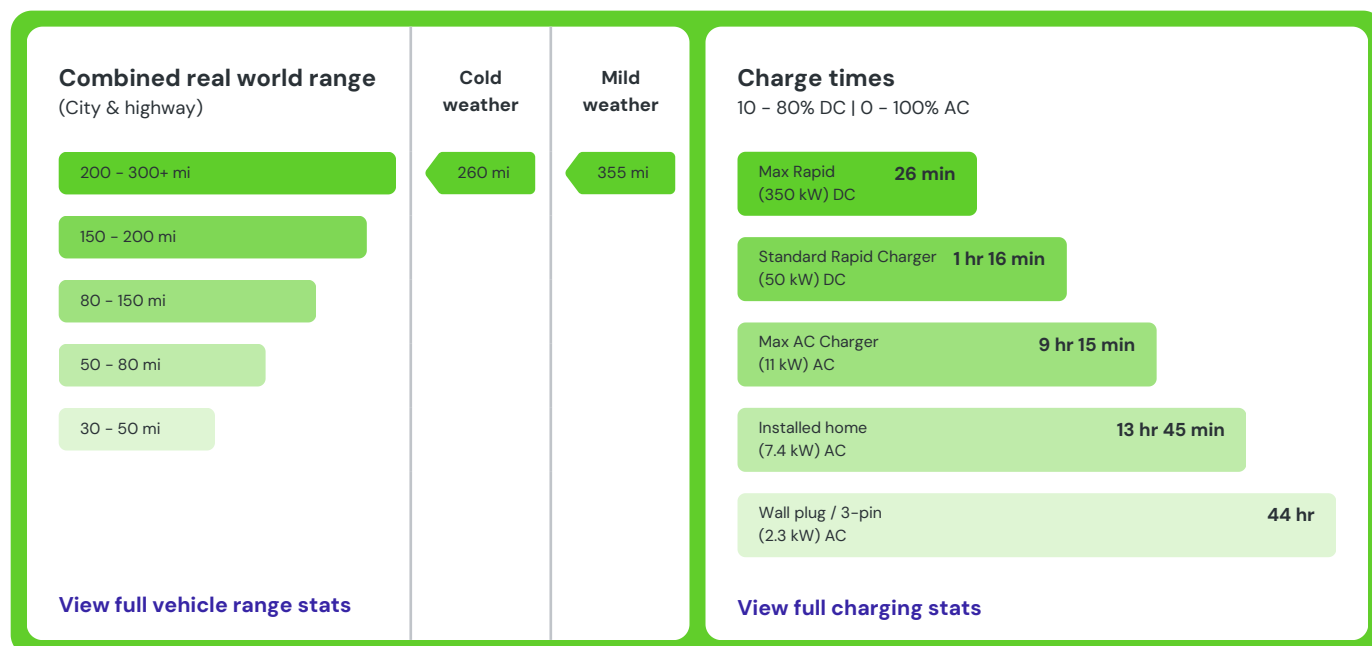 Combined real world range
(City & highway)
Cold
weather
Mild
weather
200 - 300+ mi
260 mi
355 mi
150 - 200 mi
80 - 150 mi
50 - 80 mi
30 - 50 mi
View full vehicle range stats
Charge times
10 - 80% DC | 0 - 100% AC
Max Rapid
(350 kW) DC
26 min
Standard Rapid Charger
(50 kW) DC
1 hr 16 min
Max AC Charger
(11 kW) AC
9 hr 15 min
Installed home
(7.4 kW) AC
13 hr 45 min
Wall plug / 3-pin
(2.3 kW) AC
44 hr
View full charging stats